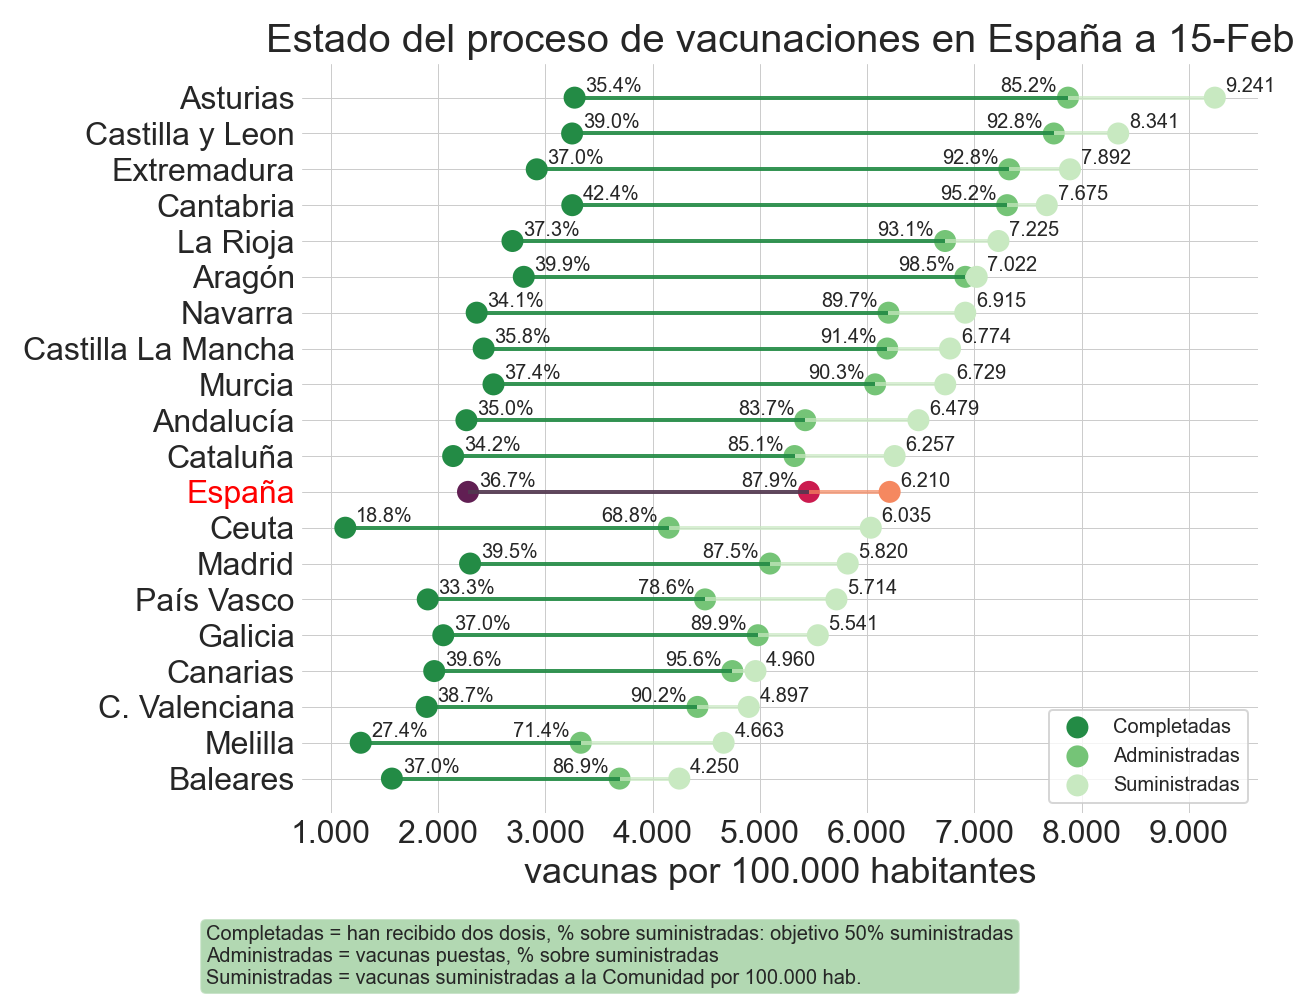 Estado del proceso de vacunaciones en España a 15-Feb
Asturias 35.4% 85.2% 9.241
Castilla y Leon 39.0% 92.8% 8.341
Extremadura 37.0% 92.8% 7.892
Cantabria 42.4% 95.2% 7.675
La Rioja 37.3% 93.1% 7.225
Aragón 39.9% 98.5% 7.022
Navarra 34.1% 89.7% 6.915
Castilla La Mancha 35.8% 91.4% 6.774
Murcia 37.4% 90.3% 6.729
Andalucía 35.0% 83.7% 6.479
Cataluña 34.2% 85.1% 6.257
España 36.7% 87.9% 6.210
Ceuta 18.8% 68.8% 6.035
Madrid 39.5% 87.5% 5.820
País Vasco 33.3% 78.6% 5.714
Galicia 37.0% 89.9% 5.541
Canarias 39.6% 95.6% 4.960
C. Valenciana 38.7% 90.2% 4.897
Melilla 27.4% 71.4% 4.663
Baleares 37.0% 86.9% 4.250
Completadas
Administradas
Suministradas
1.000 2.000 3.000 4.000 5.000 6.000 7.000 8.000 9.000
vacunas por 100.000 habitantes
Completadas = han recibido dos dosis, % sobre suministradas: objetivo 50% suministradas
Administradas = vacunas puestas, % sobre suministradas
Suministradas = vacunas suministradas a la Comunidad por 100.000 hab.